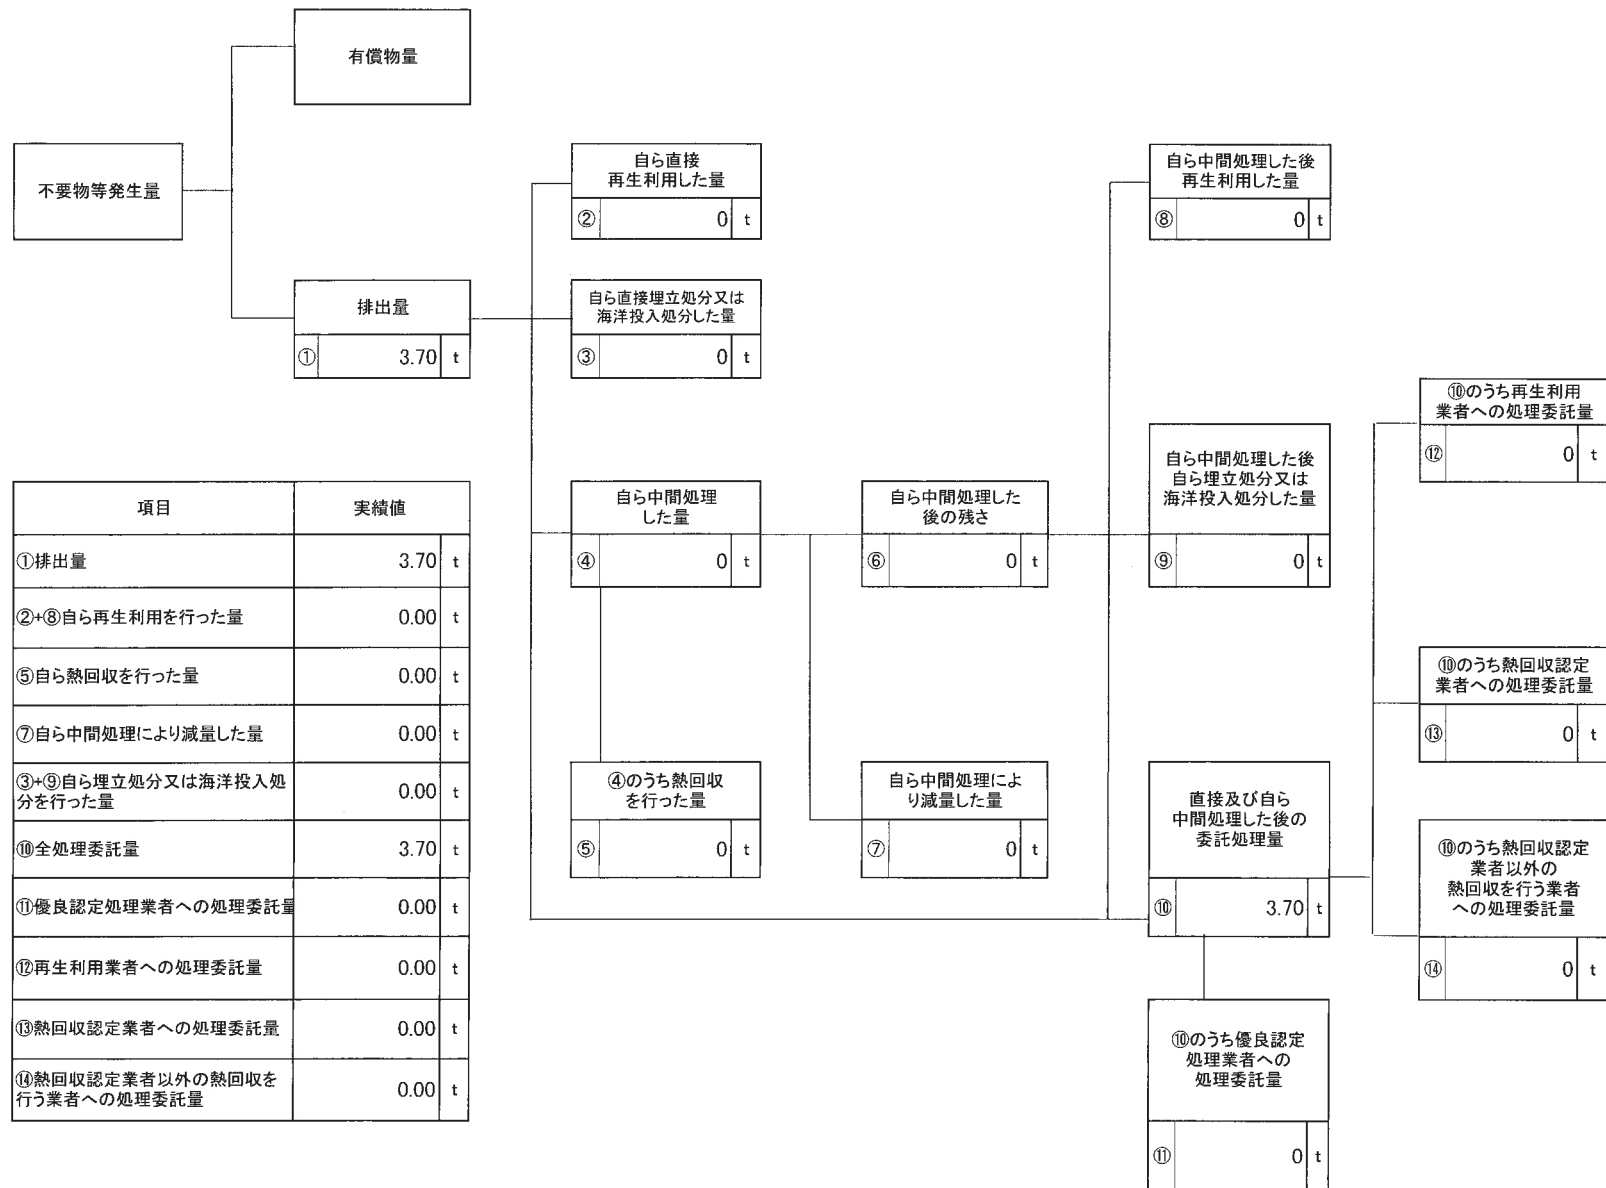 有償物量
不要物等発生量
排出量
① 3.70 t
自ら直接
再生利用した量
② 0 t
自ら直接埋立処分又は
海洋投入処分した量
③ 0 t
自ら中間処理
した量
④ 0 t
④のうち熱回収
を行った量
⑤ 0 t
自ら中間処理した
後の残さ
⑥ 0 t
自ら中間処理によ
り減量した量
⑦ 0 t
自ら中間処理した後
再生利用した量
⑧ 0 t
自ら中間処理した後
自ら埋立処分又は
海洋投入処分した量
⑨ 0 t
直接及び自ら
中間処理した後の
委託処理量
⑩ 3.70 t
⑩のうち優良認定
処理業者への
処理委託量
⑪ 0 t
⑩のうち再生利用
業者への処理委託量
⑫ 0 t
⑩のうち熱回収認定
業者への処理委託量
⑬ 0 t
⑩のうち熱回収認定
業者以外の
熱回収を行う業者
への処理委託量
⑭ 0 t
項目 実績値
①排出量 3.70 t
②+⑧自ら再生利用を行った量 0.00 t
⑤自ら熱回収を行った量 0.00 t
⑦自ら中間処理により減量した量 0.00 t
③+⑨自ら埋立処分又は海洋投入処
分を行った量 0.00 t
⑩全処理委託量 3.70 t
⑪優良認定処理業者への処理委託量 0.00 t
⑫再生利用業者への処理委託量 0.00 t
⑬熱回収認定業者への処理委託量 0.00 t
⑭熱回収認定業者以外の熱回収を
行う業者への処理委託量 0.00 t